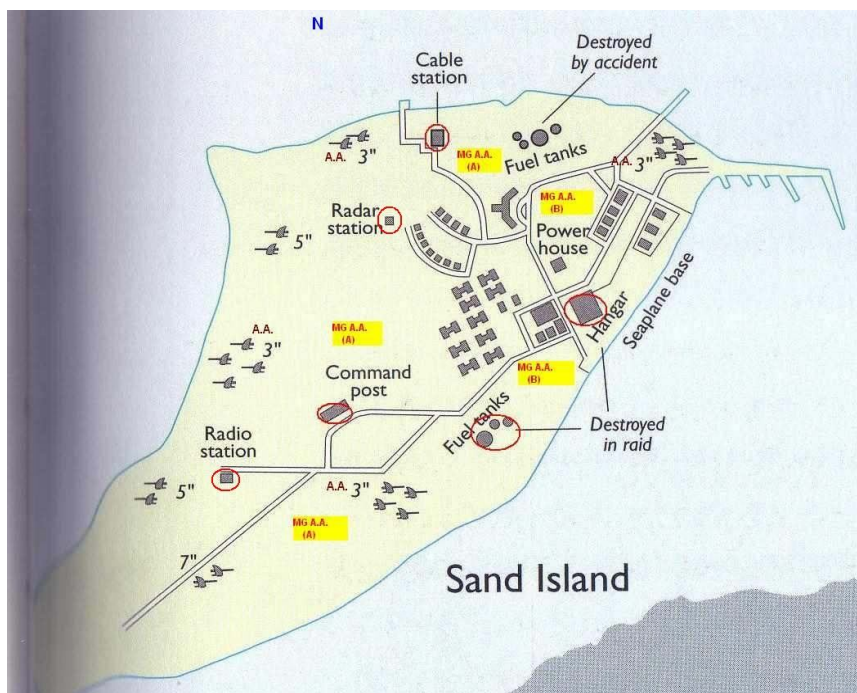 N
Destroyed
by accident
Cable
station
A.A. 3"
MG A.A.
(A)
Fuel tanks
A.A. 3"
Radar
station
MG A.A.
(B)
5"
Power
house
Hangar
Seaplane base
A.A.
3"
MG A.A.
(A)
MG A.A.
(B)
Command
post
Fuel tanks
Destroyed
in raid
Radio
station
5"
A.A. 3"
MG A.A.
(A)
7"
Sand Island